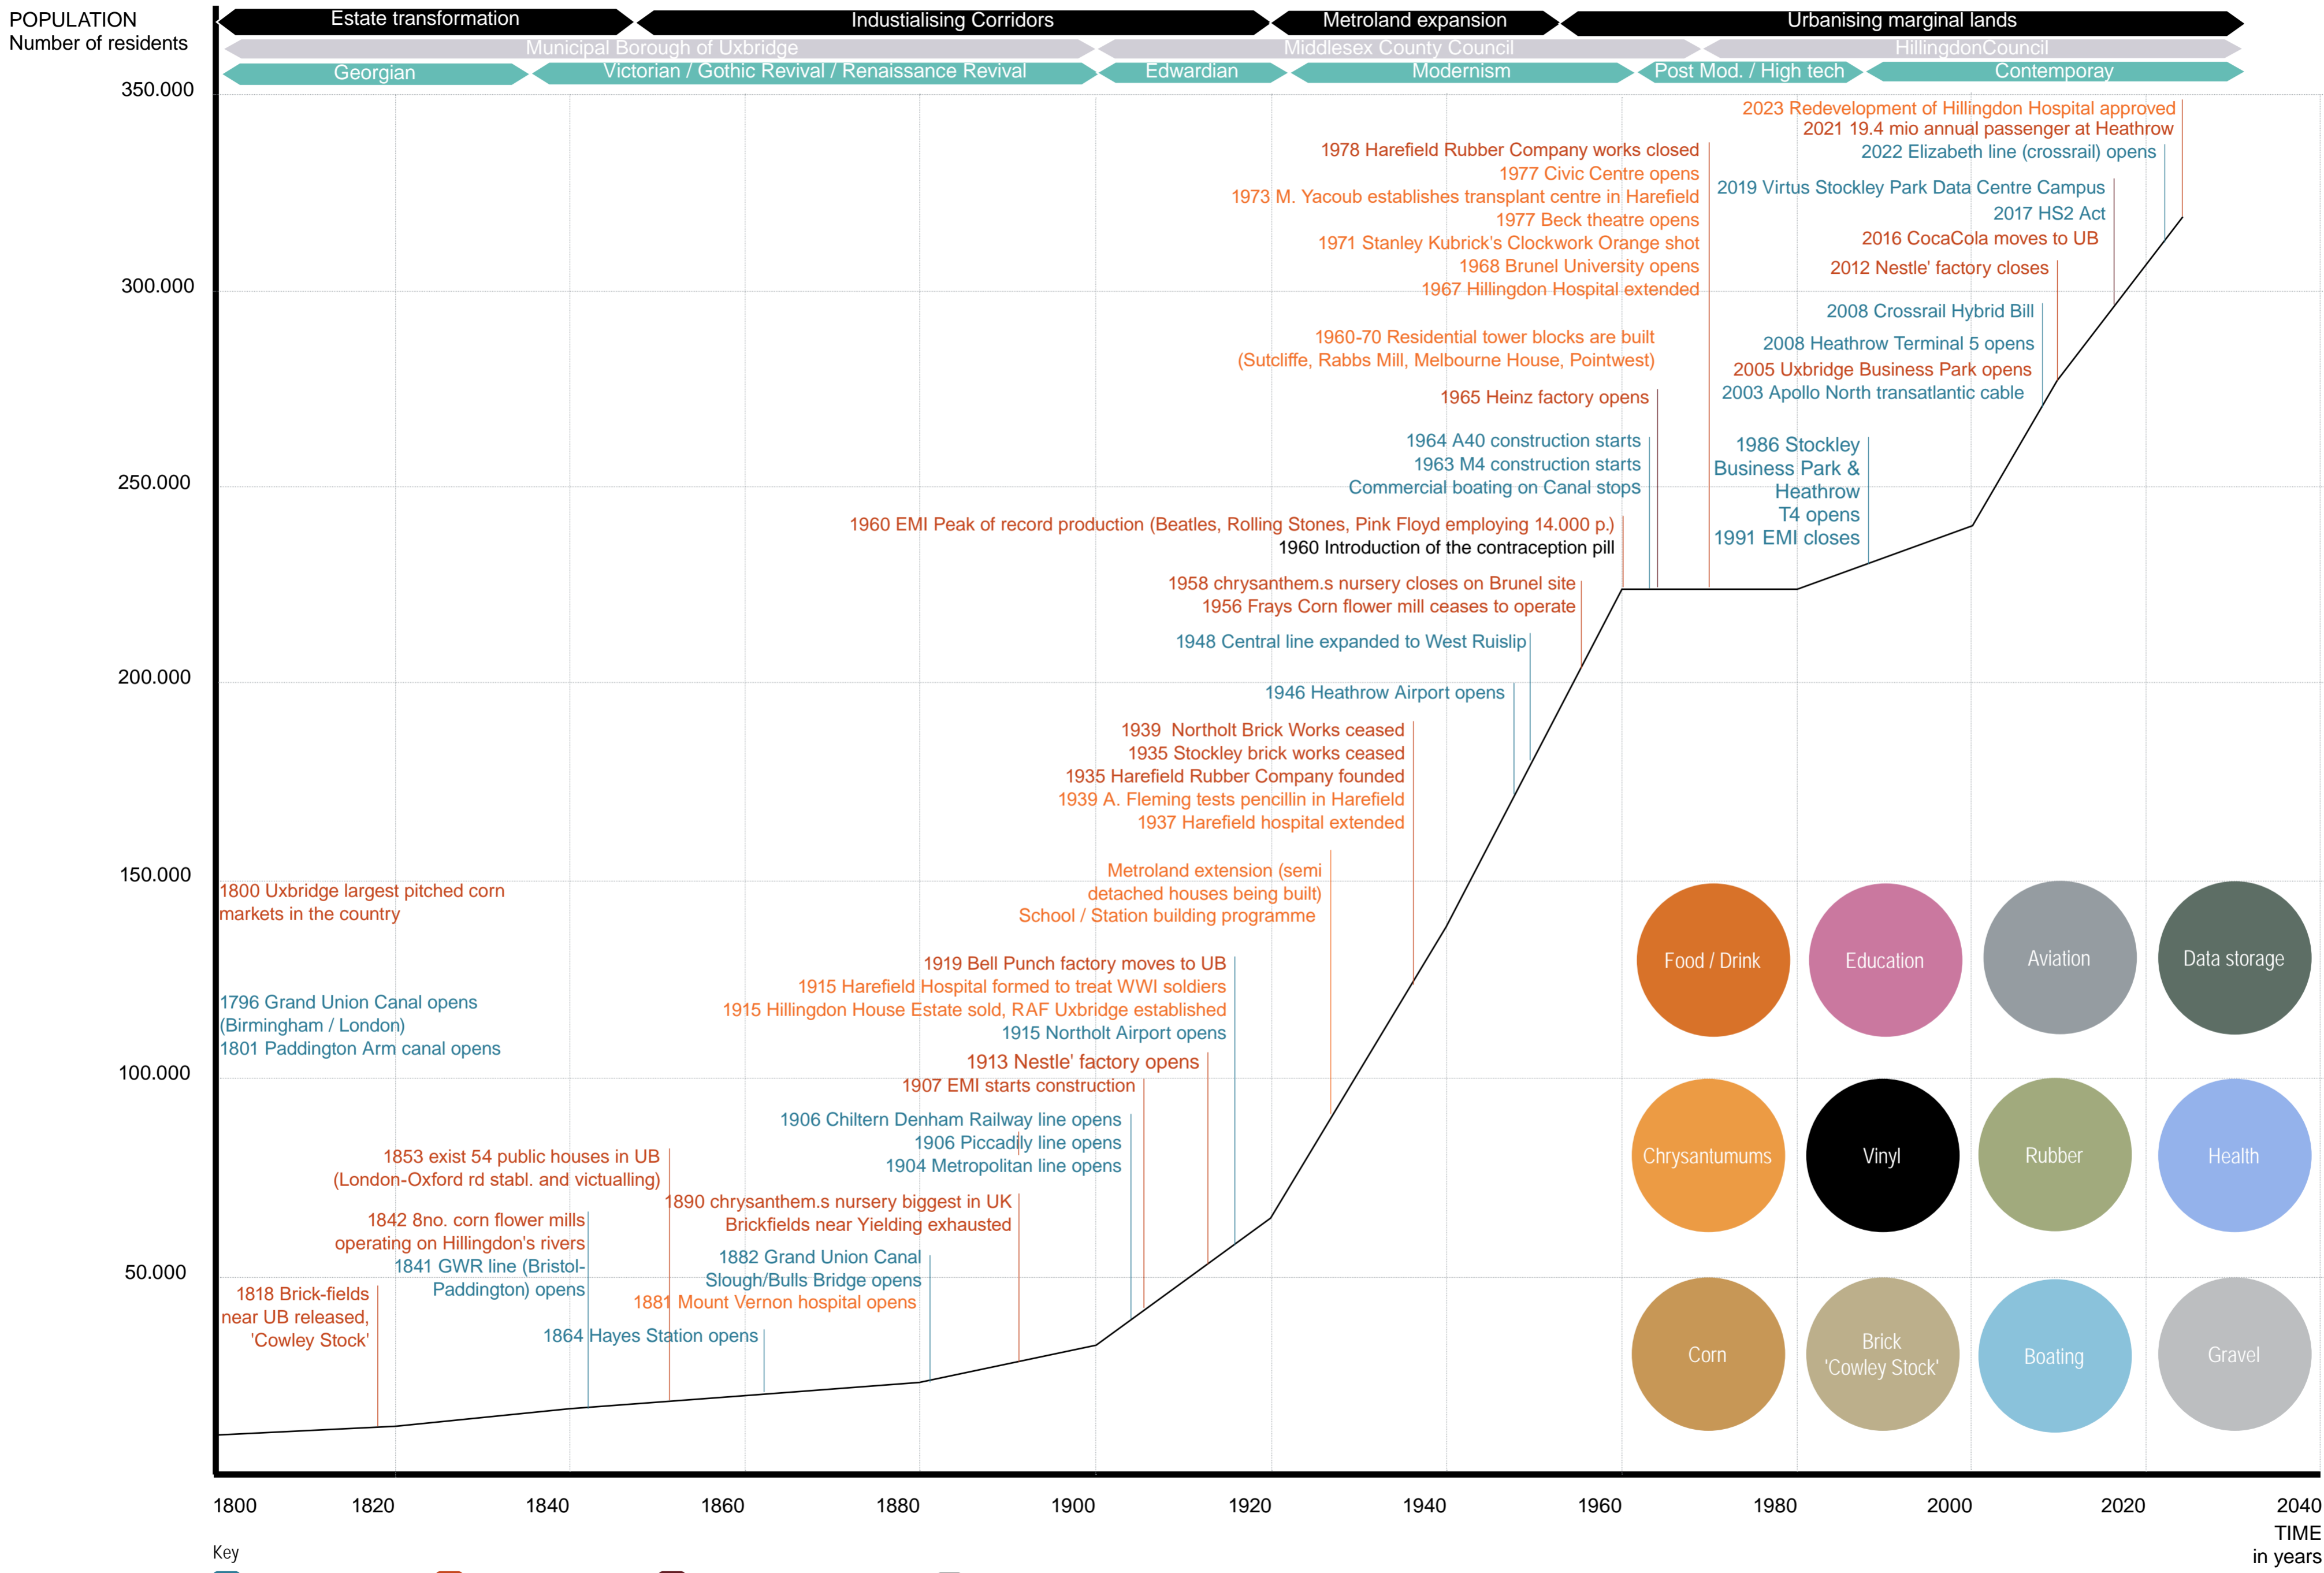 POPULATION
Number of residents
Estate transformation
Industialising Corridors
Metroland expansion
Urbanising marginal lands
Municipal Borough of Uxbridge
Middlesex County Council
HillingdonCouncil
Georgian
Victorian / Gothic Revival / Renaissance Revival
Edwardian
Modernism
Post Mod. / High tech
Contemporay
350.000
300.000
250.000
200.000
150.000
100.000
50.000
2023 Redevelopment of Hillingdon Hospital approved
2021 19.4 mio annual passenger at Heathrow
2022 Elizabeth line (crossrail) opens
2019 Virtus Stockley Park Data Centre Campus
2017 HS2 Act
2016 CocaCola moves to UB
2012 Nestle' factory closes
2008 Crossrail Hybrid Bill
2008 Heathrow Terminal 5 opens
2005 Uxbridge Business Park opens
2003 Apollo North transatlantic cable
1986 Stockley
Business Park &
Heathrow
T4 opens
1991 EMI closes
1978 Harefield Rubber Company works closed
1977 Civic Centre opens
1973 M. Yacoub establishes transplant centre in Harefield
1977 Beck theatre opens
1971 Stanley Kubrick's Clockwork Orange shot
1968 Brunel University opens
1967 Hillingdon Hospital extended
1960-70 Residential tower blocks are built
(Sutcliffe, Rabbs Mill, Melbourne House, Pointwest)
1965 Heinz factory opens
1964 A40 construction starts
1963 M4 construction starts
Commercial boating on Canal stops
1960 EMI Peak of record production (Beatles, Rolling Stones, Pink Floyd employing 14.000 p.)
1960 Introduction of the contraception pill
1958 chrysanthem.s nursery closes on Brunel site
1956 Frays Corn flower mill ceases to operate
1948 Central line expanded to West Ruislip
1946 Heathrow Airport opens
1939 Northolt Brick Works ceased
1935 Stockley brick works ceased
1935 Harefield Rubber Company founded
1939 A. Fleming tests pencillin in Harefield
1937 Harefield hospital extended
Metroland extension (semi
detached houses being built)
School / Station building programme
1800 Uxbridge largest pitched corn
markets in the country
1796 Grand Union Canal opens
(Birmingham / London)
1801 Paddington Arm canal opens
1919 Bell Punch factory moves to UB
1915 Harefield Hospital formed to treat WWI soldiers
1915 Hillingdon House Estate sold, RAF Uxbridge established
1915 Northolt Airport opens
1913 Nestle' factory opens
1907 EMI starts construction
1906 Chiltern Denham Railway line opens
1906 Piccadily line opens
1904 Metropolitan line opens
1853 exist 54 public houses in UB
(London-Oxford rd stabl. and victualling)
1890 chrysanthem.s nursery biggest in UK
Brickfields near Yielding exhausted
1842 8no. corn flower mills
operating on Hillingdon's rivers
1841 GWR line (Bristol-
Paddington) opens
1882 Grand Union Canal
Slough/Bulls Bridge opens
1881 Mount Vernon hospital opens
1818 Brick-fields
near UB released,
'Cowley Stock'
1864 Hayes Station opens
Food / Drink
Education
Aviation
Data storage
Chrysantumums
Vinyl
Rubber
Health
Corn
Brick
'Cowley Stock'
Boating
Gravel
1800
1820
1840
1860
1880
1900
1920
1940
1960
1980
2000
2020
2040
TIME
in years
Key